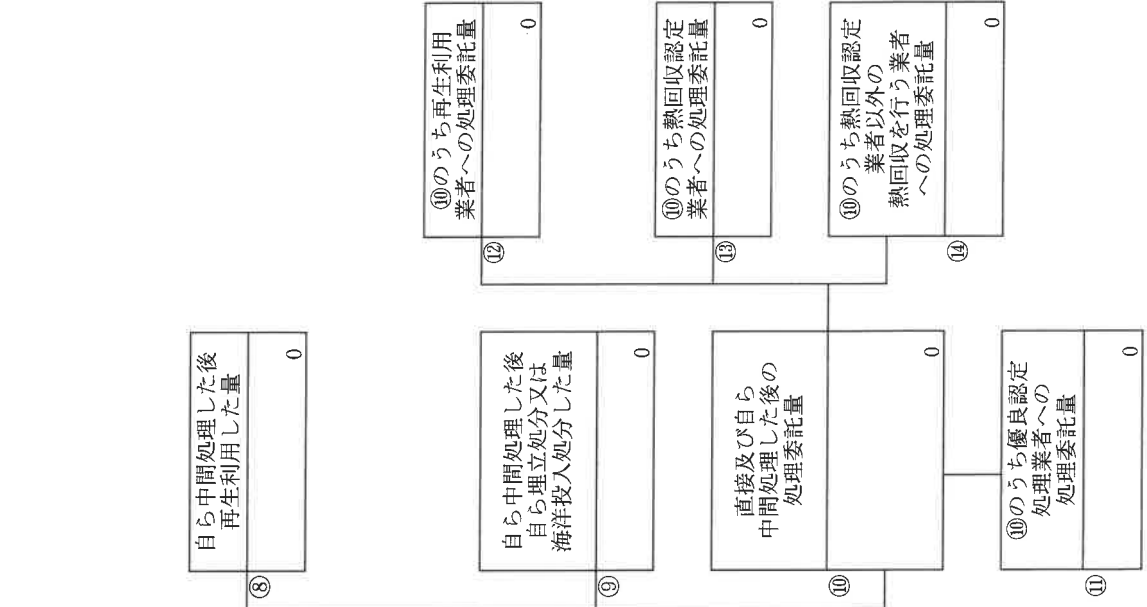 自ら中間処理した後
再生利用した量
0
⑧
自ら中間処理した後
自ら埋立処分又は
海洋投入処分した量
0
⑨
直接及び自ら
中間処理した後の
処理委託量
0
⑩
⑩のうち優良認定
処理業者への
処理委託量
0
⑪
⑩のうち再生利用
業者への処理委託量
0
⑫
⑩のうち熱回収認定
業者への処理委託量
0
⑬
⑩のうち熱回収認定
業者以外の
熱回収を行う業者
への処理委託量
0
⑭